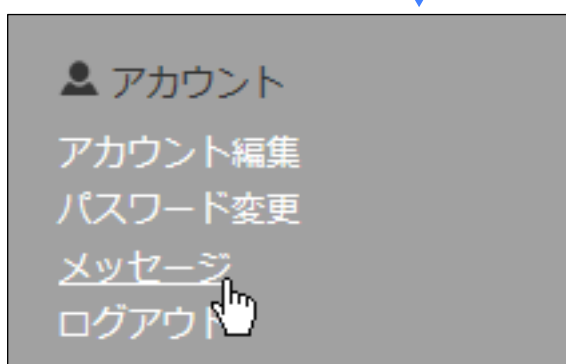 アカウント
アカウント編集
パスワード変更
メッセージ
ログアウト